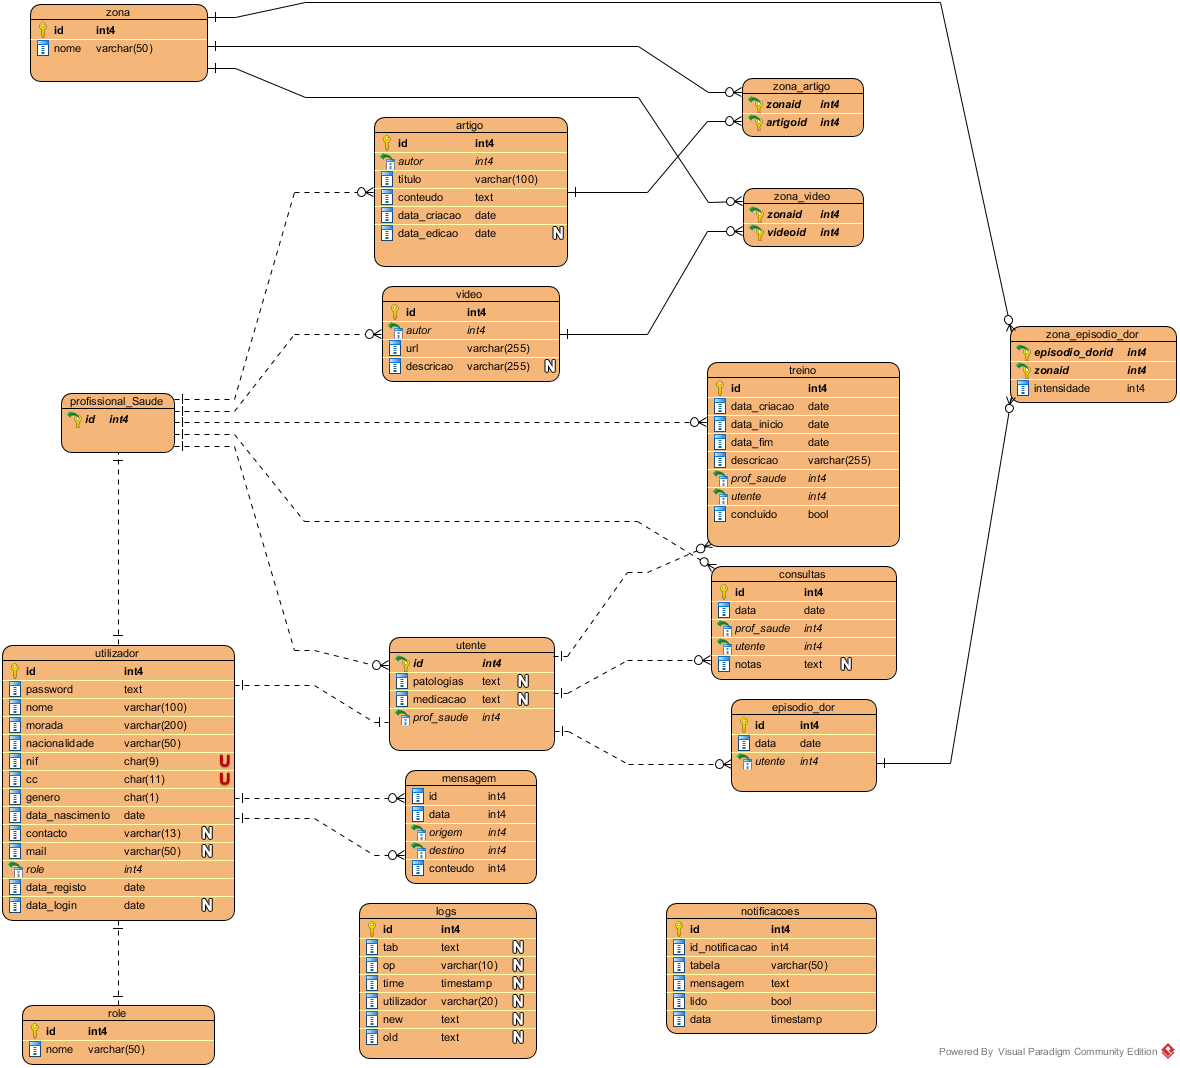 zona
id int4
nome varchar(50)
zona_artigo
zonaid int4
artigoid int4
artigo
id int4
autor int4
titulo varchar(100)
conteudo text
data_criacao date
data_edicao date N
zona_video
zonaid int4
videoid int4
video
id int4
autor int4
url varchar(255)
descricao varchar(255) N
zona_episodio_dor
episodio_dorid int4
zonaid int4
intensidade int4
treino
id int4
data_criacao date
data_inicio date
data_fim date
descricao varchar(255)
prof_saude int4
utente int4
concluido bool
profissional_Saude
id int4
consultas
id int4
data date
prof_saude int4
utente int4
notas text N
utente
id int4
patologias text N
medicacao text N
prof_saude int4
utilizador
id int4
password text
nome varchar(100)
morada varchar(200)
nacionalidade varchar(50)
nif char(9) U
cc char(11) U
genero char(1)
data_nascimento date
contacto varchar(13) N
mail varchar(50) N
role int4
data_registo date
data_login date N
episodio_dor
id int4
data date
utente int4
mensagem
id int4
data int4
origem int4
destino int4
conteudo int4
logs
id int4
tab text N
op varchar(10) N
time timestamp N
utilizador varchar(20) N
new text N
old text N
notificacoes
id int4
id_notificacao int4
tabela varchar(50)
mensagem text
lido bool
data timestamp
role
id int4
nome varchar(50)
Powered By Visual Paradigm Community Edition